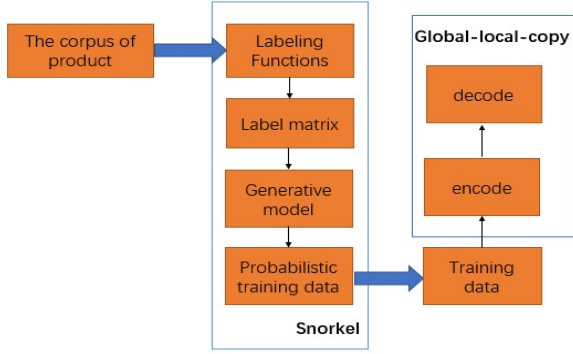 The corpus of
product
Labeling
Functions
Label matrix
Generative
model
Probabilistic
training data
Snorkel
Training
data
encode
decode
Global-local-copy